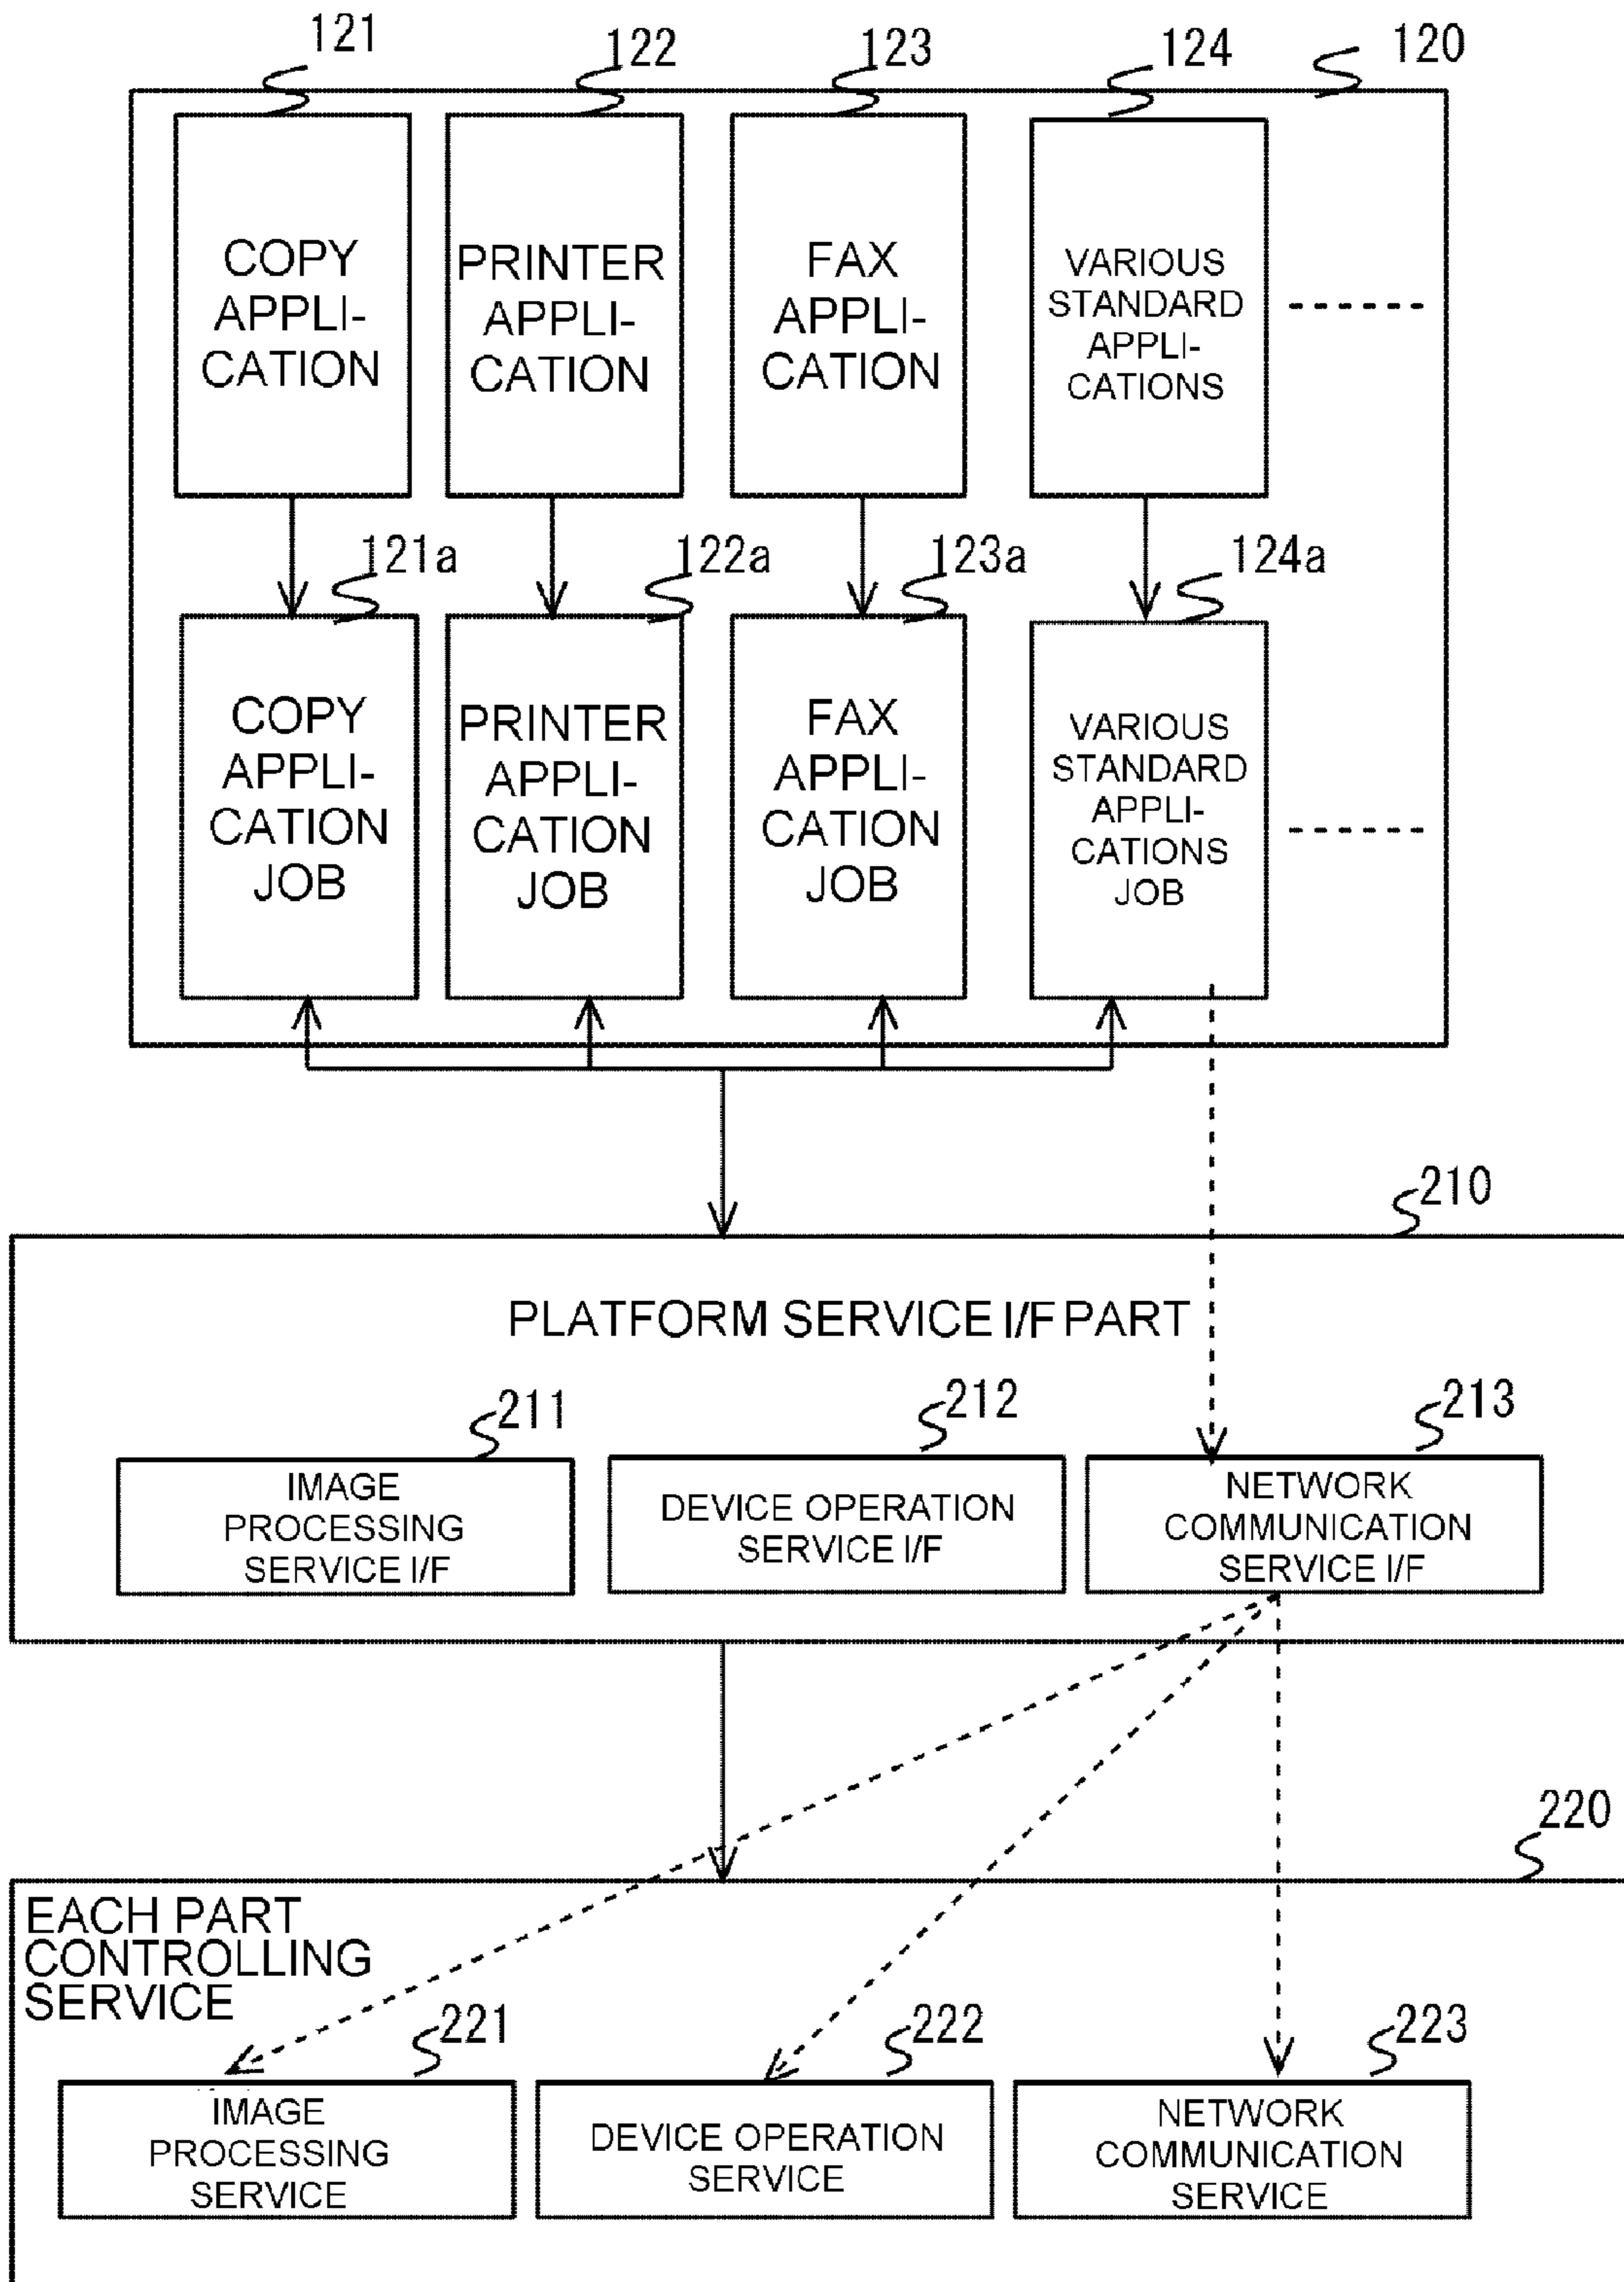 121
122
123
124
120
COPY
APPLI-
CATION
PRINTER
APPLI-
CATION
FAX
APPLI-
CATION
VARIOUS
STANDARD
APPLI-
CATIONS
121a
122a
123a
124a
COPY
APPLI-
CATION
JOB
PRINTER
APPLI-
CATION
JOB
FAX
APPLI-
CATION
JOB
VARIOUS
STANDARD
APPLI-
CATIONS
JOB
210
PLATFORM SERVICE I/F PART
211
212
213
IMAGE
PROCESSING
SERVICE I/F
DEVICE OPERATION
SERVICE I/F
NETWORK
COMMUNICATION
SERVICE I/F
220
EACH PART
CONTROLLING
SERVICE
221
222
223
IMAGE
PROCESSING
SERVICE
DEVICE OPERATION
SERVICE
NETWORK
COMMUNICATION
SERVICE